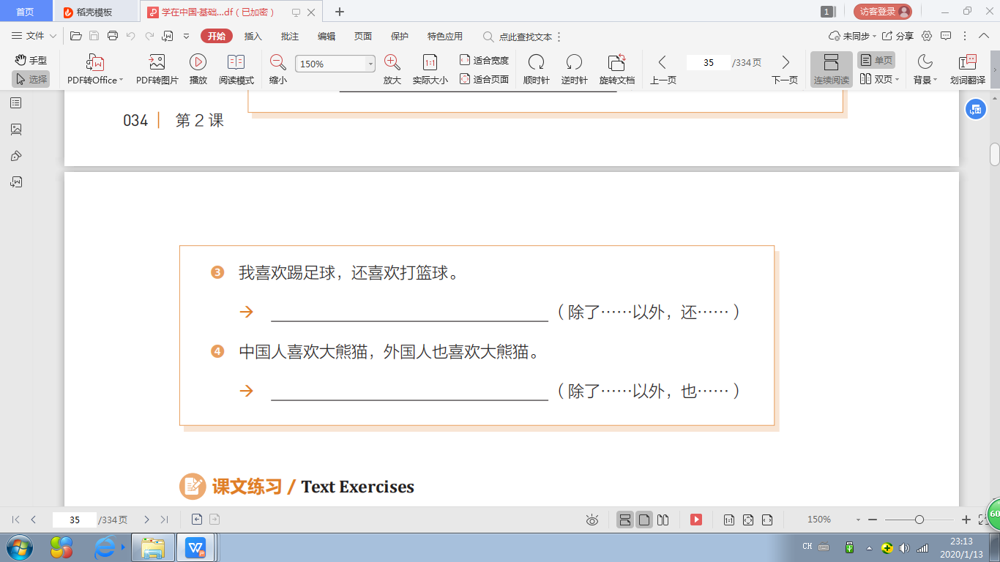 首页 稻壳模板 学在中国·基础...df（已加密） 1 访客登录
文件 开始 插入 批注 编辑 页面 保护 特色应用 点此查找文本 未同步 分享
手型 选择 PDF转Office PDF转图片 播放 阅读模式 缩小 150% 放大 1:1 实际大小 适合宽度 适合页面 顺时针 逆时针 旋转文档 上一页 35 /334页 下一页 连续阅读 单页 双页 背景 划词翻译
034 第2课
3 我喜欢踢足球，还喜欢打篮球。
（除了……以外，还……）
4 中国人喜欢大熊猫，外国人也喜欢大熊猫。
（除了……以外，也……）
课文练习 / Text Exercises
35 /334页 1:1 150% 60
CH 23:13
2020/1/13